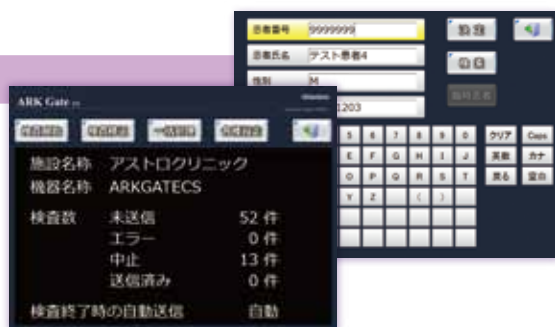 患者番号 9999999
患者氏名 テスト患者4
性別 M
1203
5 6 7 8 9 0 クリア Caps
E F G H I J 英数 カナ
O P Q R S T 戻る 空白
Y Z ( )
ARK Gate
施設名称 アストロクリニック
機器名称 ARKGATECS
検査数 未送信 52 件
エラー 0 件
中止 13 件
送信済み 0 件
検査終了時の自動送信 自動